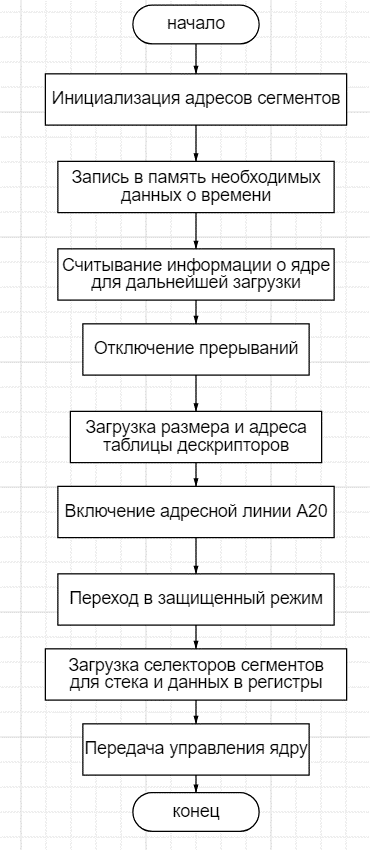 начало
Инициализация адресов сегментов
Запись в память необходимых
данных о времени
Считывание информации о ядре
для дальнейшей загрузки
Отключение прерываний
Загрузка размера и адреса
таблицы дескрипторов
Включение адресной линии A20
Переход в защищенный режим
Загрузка селекторов сегментов
для стека и данных в регистры
Передача управления ядру
конец